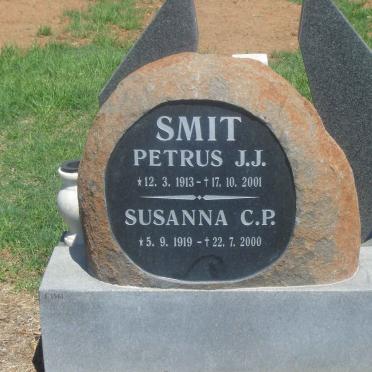 SMIT
PETRUS J.J.
* 12. 3. 1913 - † 17. 10. 2001
SUSANNA C.P.
* 5. 9. 1919 - † 22. 7. 2000